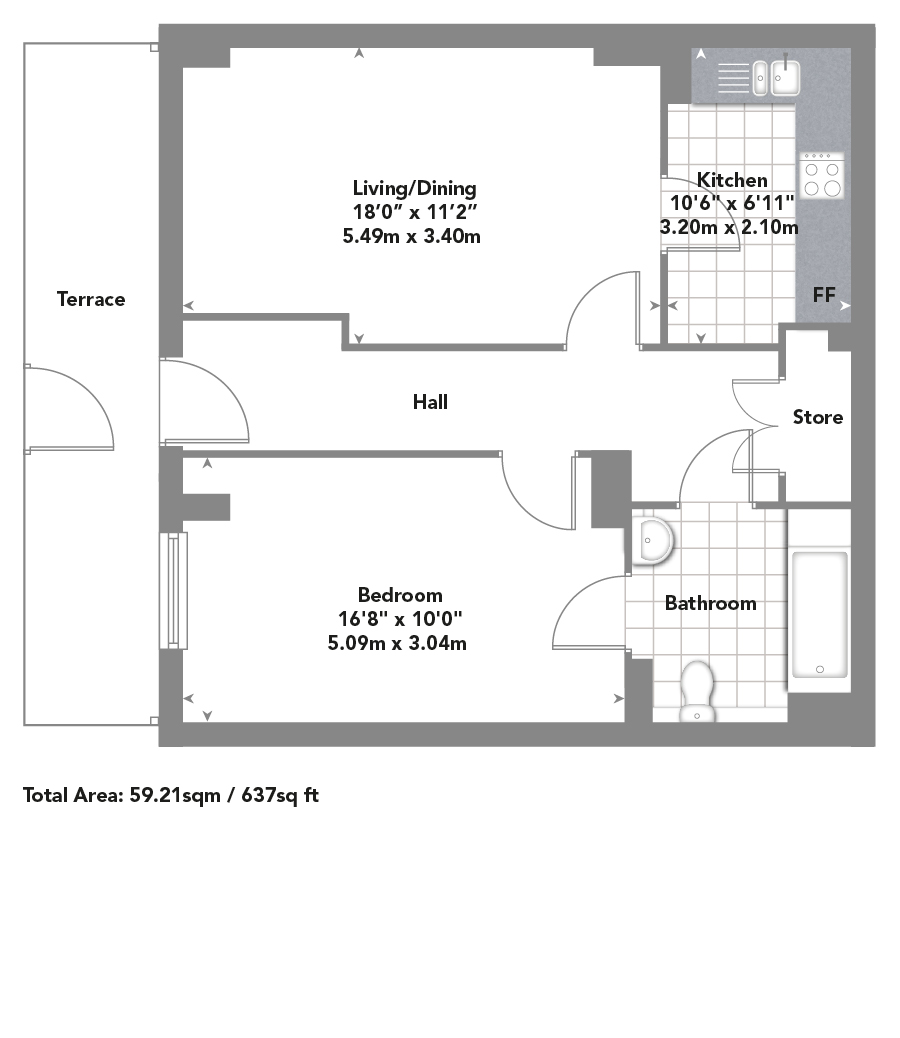 Living/Dining
18’0” x 11’2”
5.49m x 3.40m
Kitchen
10'6" x 6'11"
3.20m x 2.10m
Terrace
FF
Hall
Store
Bedroom
16'8" x 10'0"
5.09m x 3.04m
Bathroom
Total Area: 59.21sqm / 637sq ft